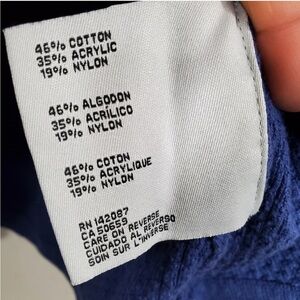 46% COTTON
35% ACRYLIC
19% NYLON
46% ALGODON
35% ACRÍLICO
19% NYLON
46% COTON
35% ACRYLIQUE
19% NYLON
RN 142087
CA 50659
CARE ON REVERSE
CUIDADO AL REVERSO
SOIN SUR L'INVERSE